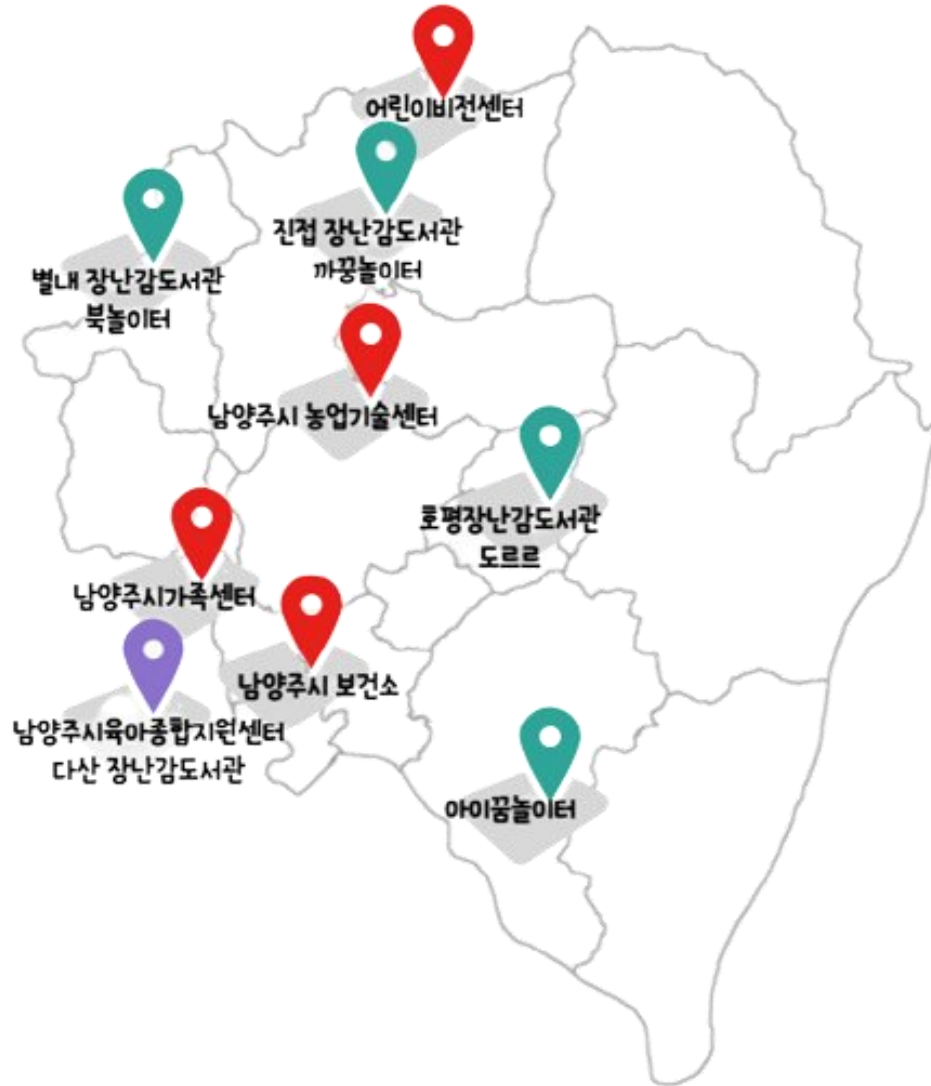 어린이비전센터
진접 장난감도서관
까꿍놀이터
별내 장난감도서관
북놀이터
남양주시 농업기술센터
호평장난감도서관
도르르
남양주시가족센터
남양주시 보건소
남양주시육아종합지원센터
다산 장난감도서관
아이꿈놀이터